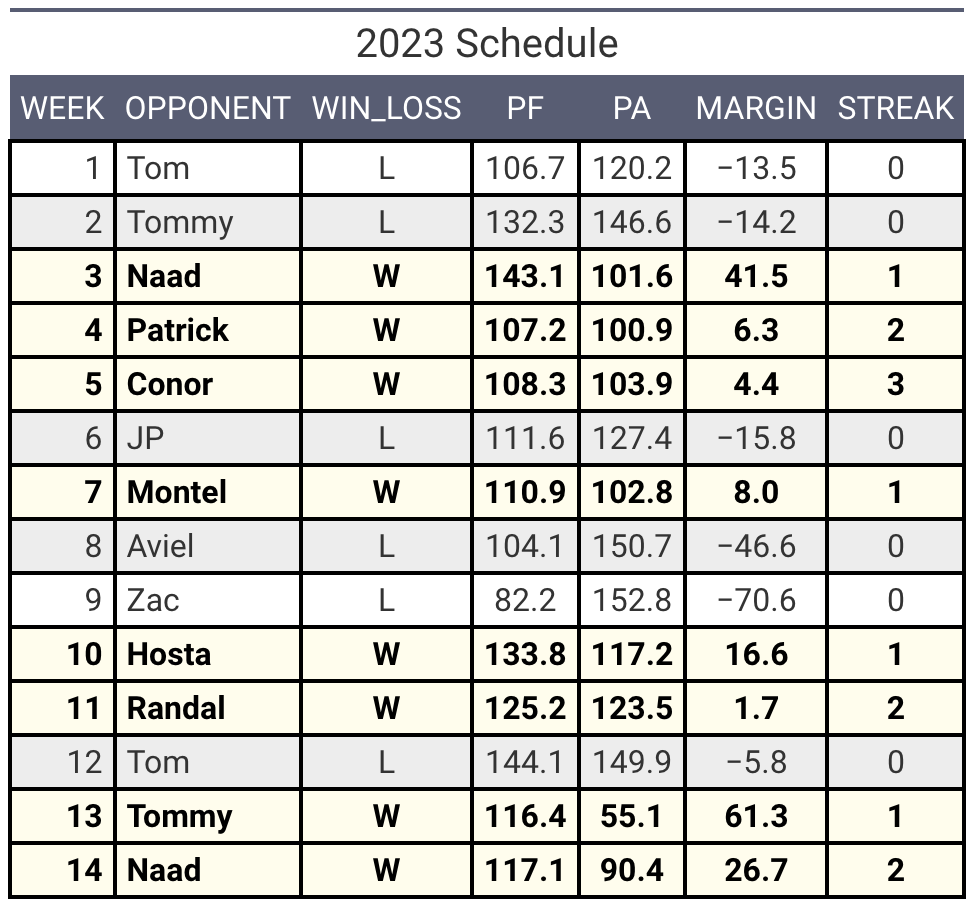 2023 Schedule
WEEK OPPONENT WIN_LOSS PF PA MARGIN STREAK
1 Tom L 106.7 120.2 −13.5 0
2 Tommy L 132.3 146.6 −14.2 0
3 Naad W 143.1 101.6 41.5 1
4 Patrick W 107.2 100.9 6.3 2
5 Conor W 108.3 103.9 4.4 3
6 JP L 111.6 127.4 −15.8 0
7 Montel W 110.9 102.8 8.0 1
8 Aviel L 104.1 150.7 −46.6 0
9 Zac L 82.2 152.8 −70.6 0
10 Hosta W 133.8 117.2 16.6 1
11 Randal W 125.2 123.5 1.7 2
12 Tom L 144.1 149.9 −5.8 0
13 Tommy W 116.4 55.1 61.3 1
14 Naad W 117.1 90.4 26.7 2